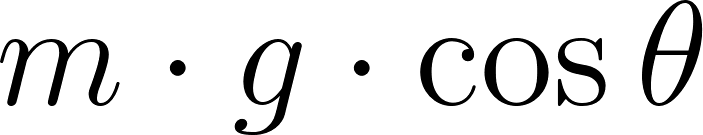 m · g · cos θ